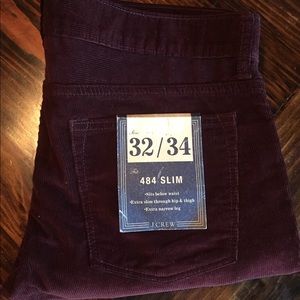 32/34
484 SLIM
•Sits below waist
•Extra slim through hip & thigh
•Extra narrow leg
J.CREW